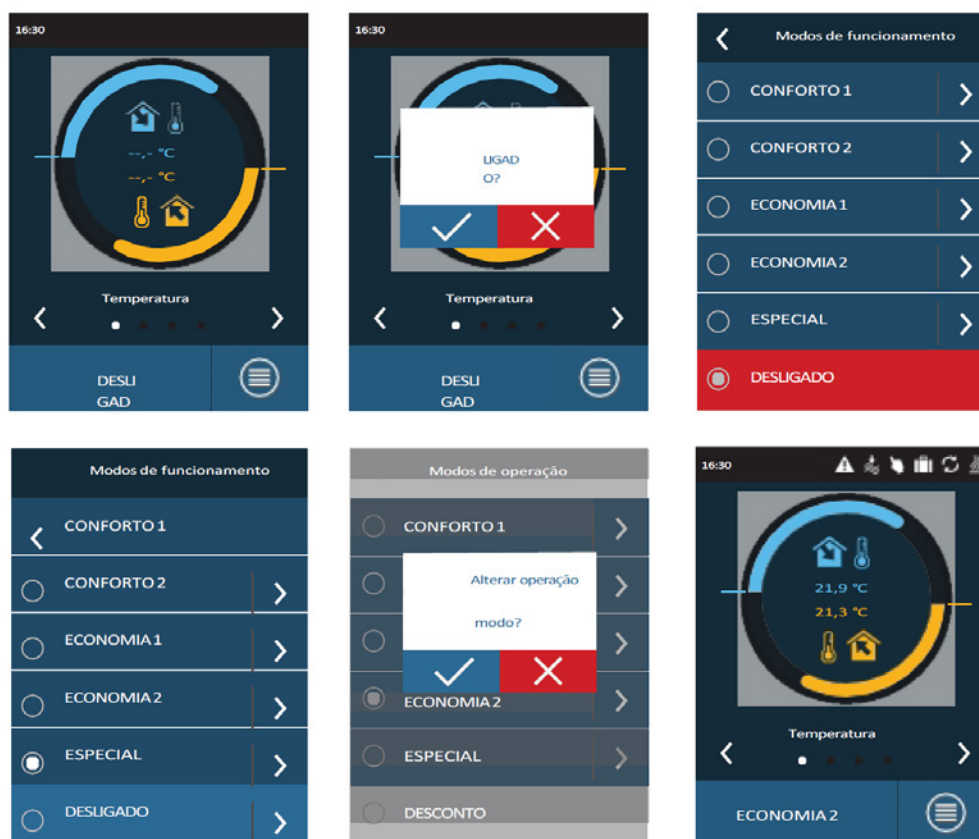 16:30
--,- °C
--,- °C
Temperatura
DESLI
GAD
16:30
LIGAD
O?
Temperatura
DESLI
GAD
Modos de funcionamento
CONFORTO 1
CONFORTO 2
ECONOMIA 1
ECONOMIA 2
ESPECIAL
DESLIGADO
Modos de funcionamento
CONFORTO 1
CONFORTO 2
ECONOMIA 1
ECONOMIA 2
ESPECIAL
DESLIGADO
Modos de operação
CONFORTO 1
Alterar operação
modo?
ECONOMIA 2
ESPECIAL
DESCONTO
16:30
21,9 °C
21,3 °C
Temperatura
ECONOMIA 2